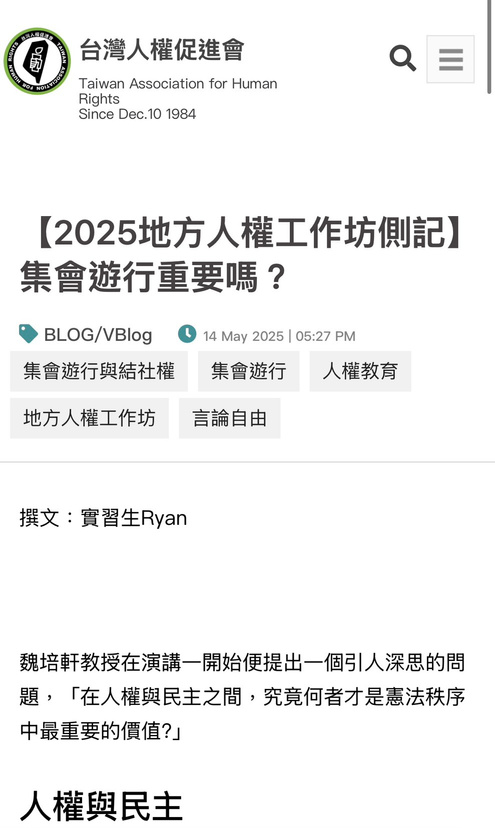 台灣人權促進會
Taiwan Association for Human
Rights
Since Dec.10 1984
【2025地方人權工作坊側記】
集會遊行重要嗎？
BLOG/VBlog
14 May 2025 | 05:27 PM
集會遊行與結社權
集會遊行
人權教育
地方人權工作坊
言論自由
撰文：實習生Ryan
魏培軒教授在演講一開始便提出一個引人深思的問
題，「在人權與民主之間，究竟何者才是憲法秩序
中最重要的價值?」
人權與民主